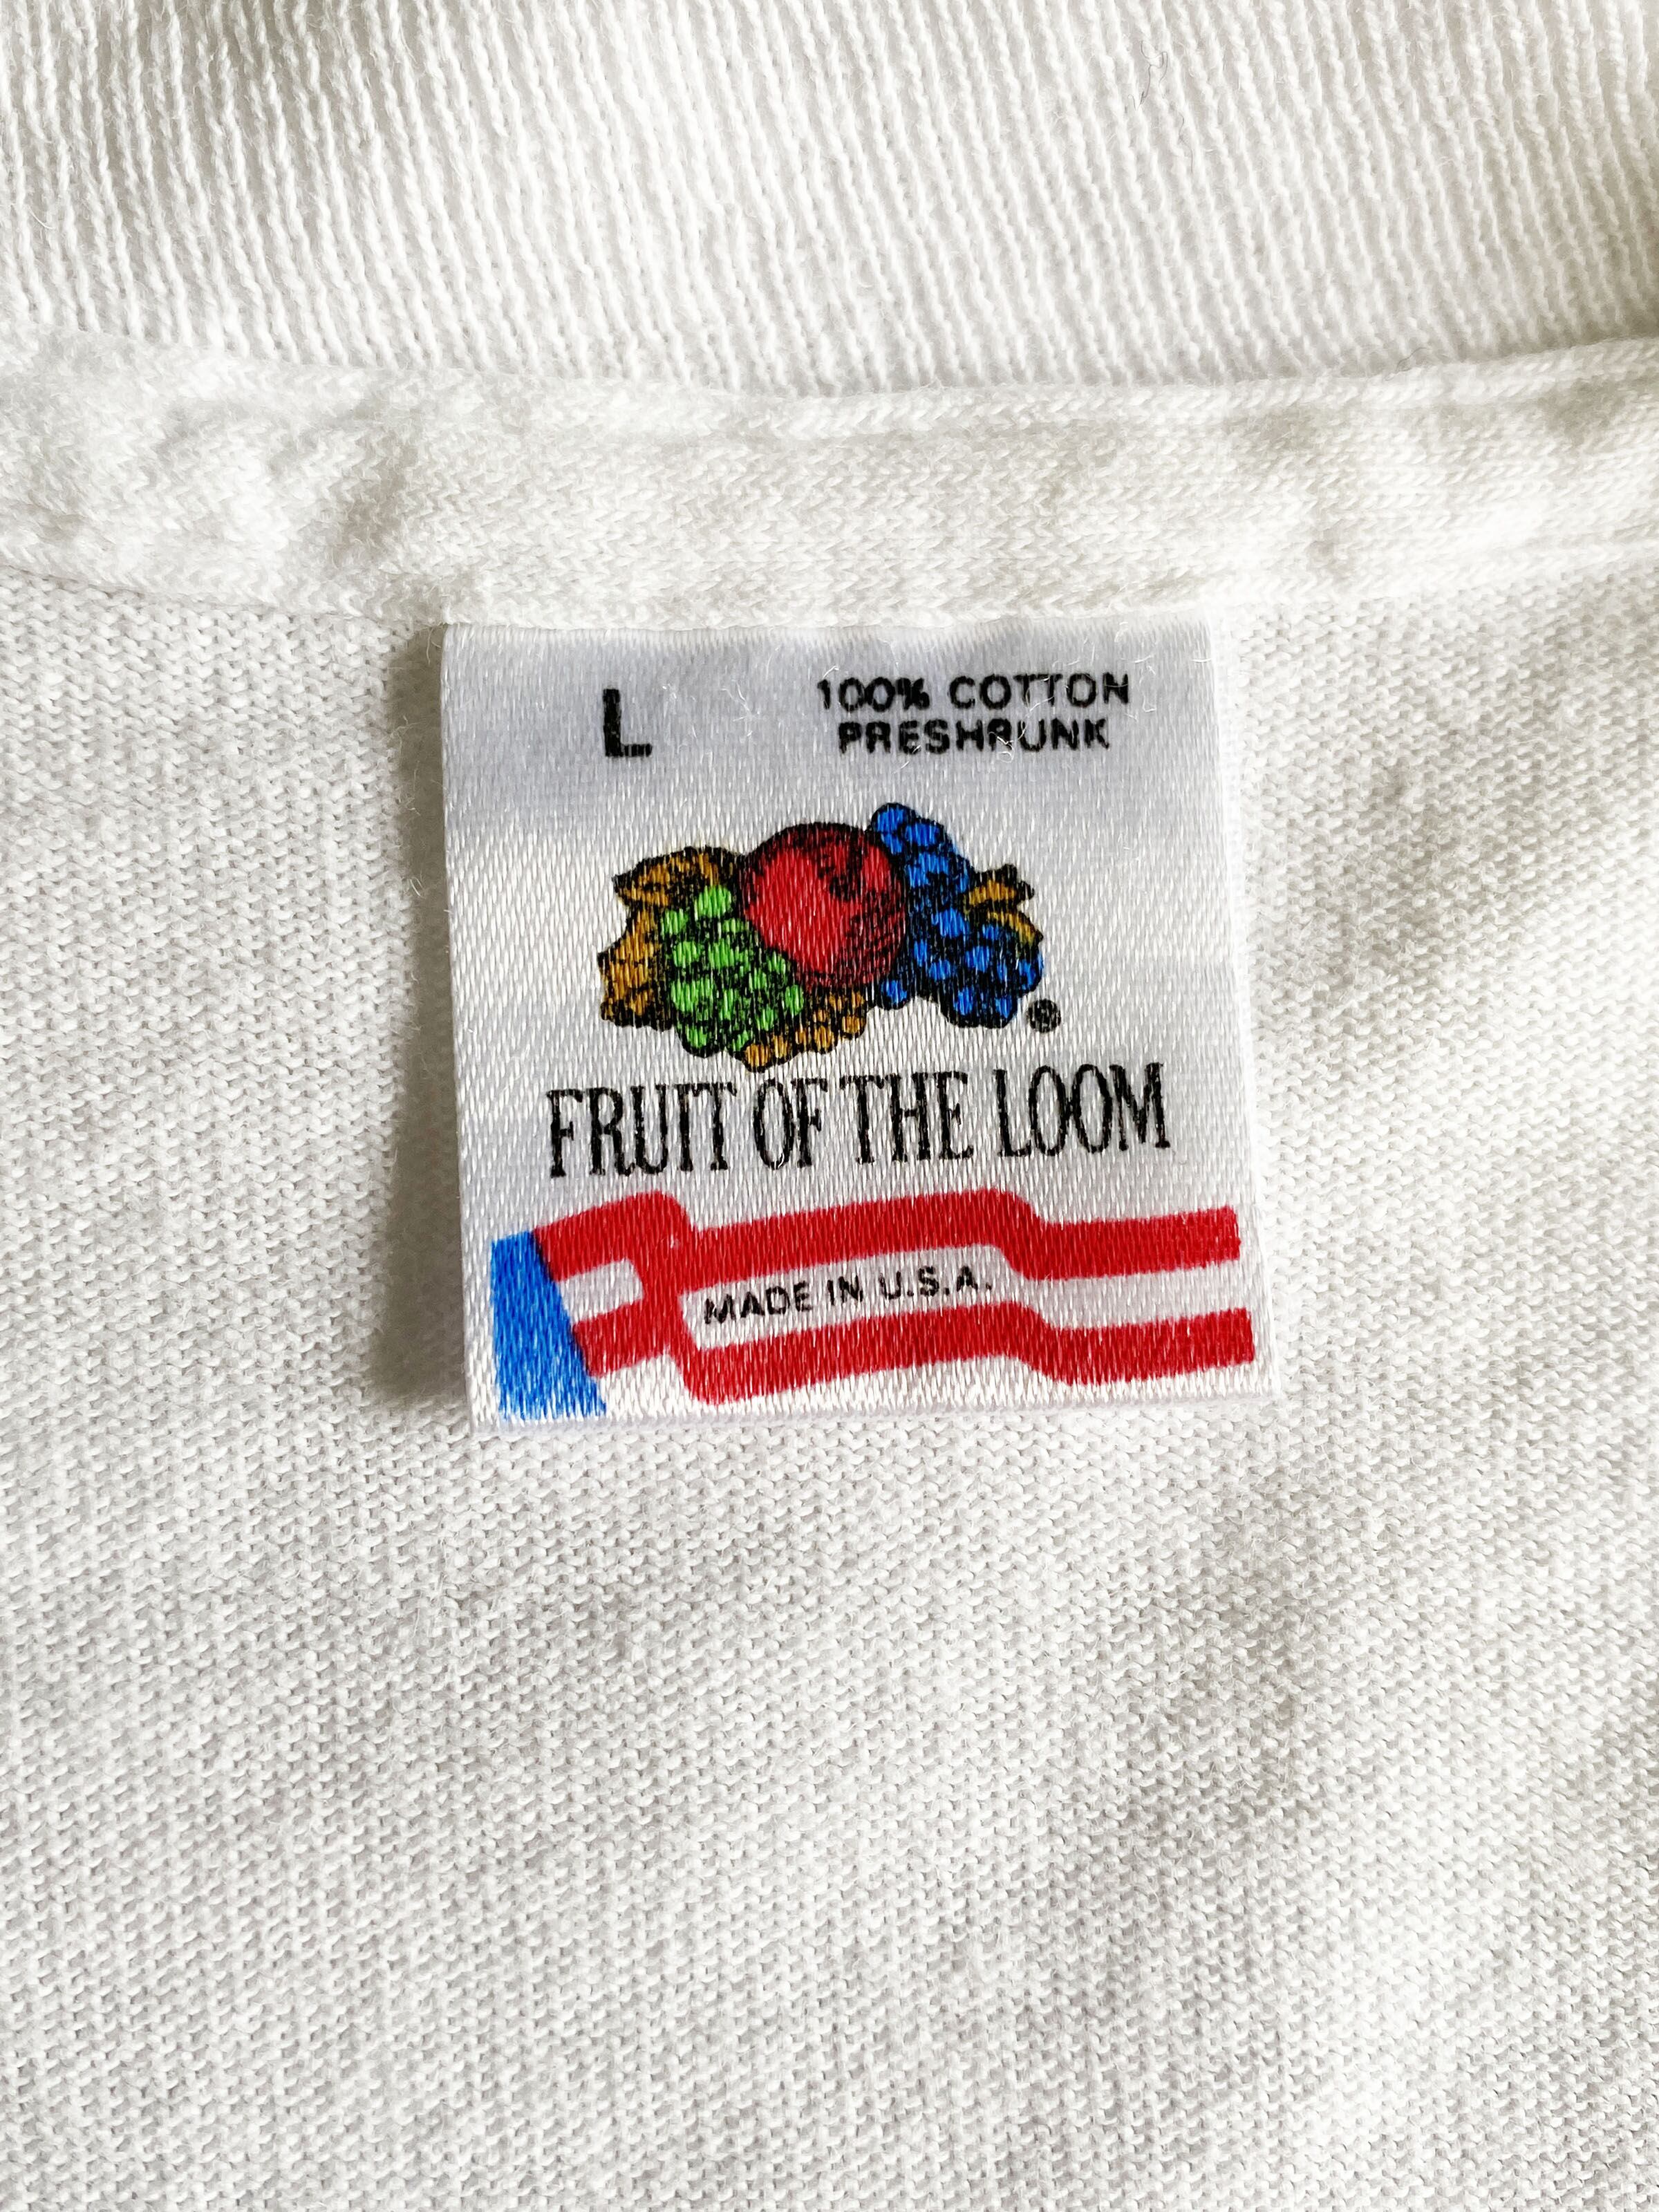 L
100% COTTON
PRESHRUNK
®
FRUIT OF THE LOOM
MADE IN U.S.A.